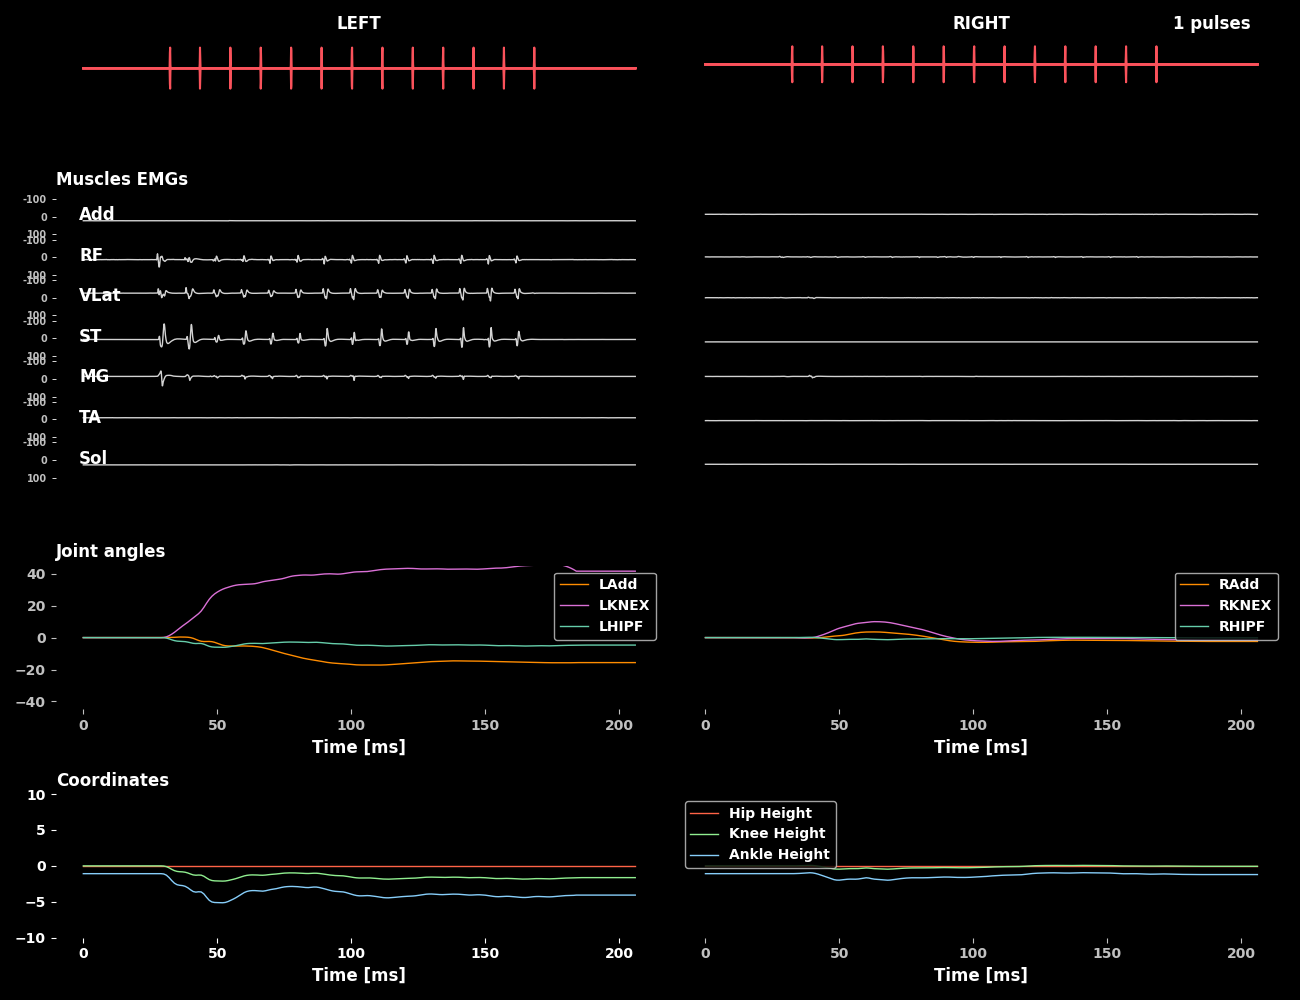 LEFT
RIGHT
1 pulses
Muscles EMGs
-100
Add
0
100
-100
RF
0
100
-100
VLat
0
100
-100
ST
0
100
-100
MG
0
100
-100
TA
0
100
-100
Sol
0
100
Joint angles
40
20
0
−20
−40
LAdd
LKNEX
LHIPF
RAdd
RKNEX
RHIPF
0 50 100 150 200
0 50 100 150 200
Time [ms]
Time [ms]
Coordinates
10
5
0
−5
−10
Hip Height
Knee Height
Ankle Height
0 50 100 150 200
0 50 100 150 200
Time [ms]
Time [ms]